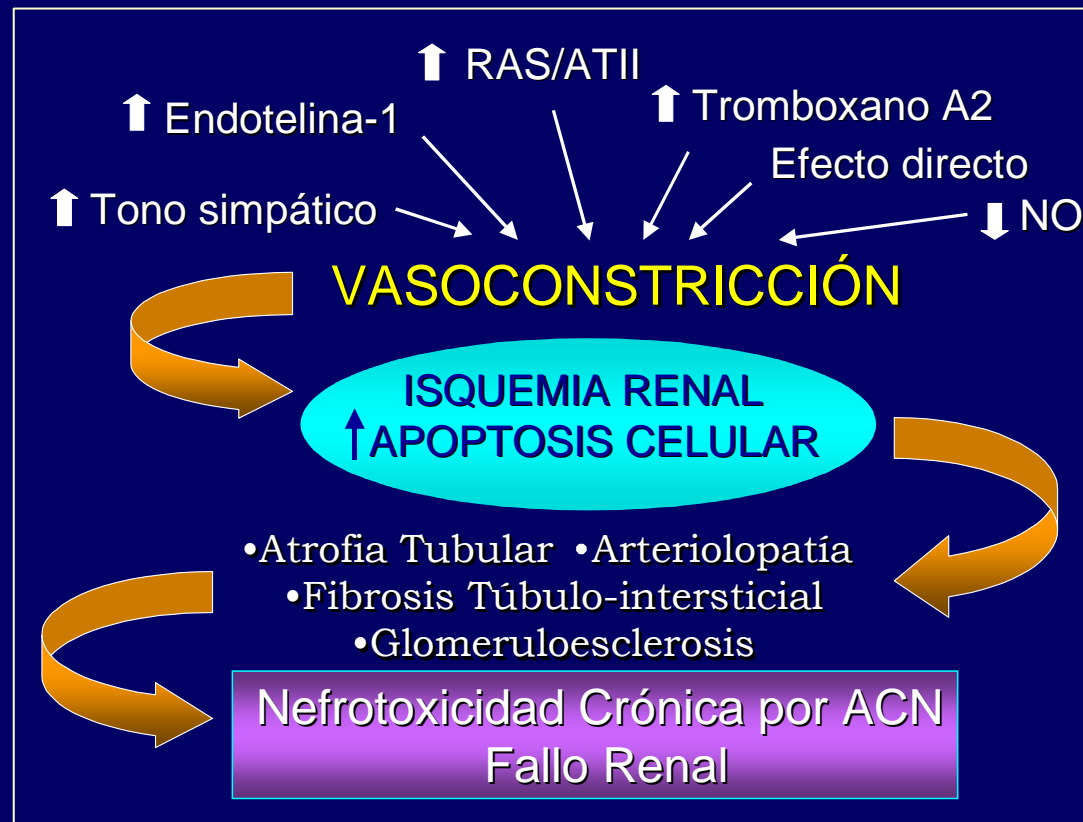 RAS/ATII
Endotelina-1
Tromboxano A2
Efecto directo
Tono simpático
NO
VASOCONSTRICCIÓN
ISQUEMIA RENAL
APOPTOSIS CELULAR
•Atrofia Tubular •Arteriolopatía
•Fibrosis Túbulo-intersticial
•Glomeruloesclerosis
Nefrotoxicidad Crónica por ACN
Fallo Renal